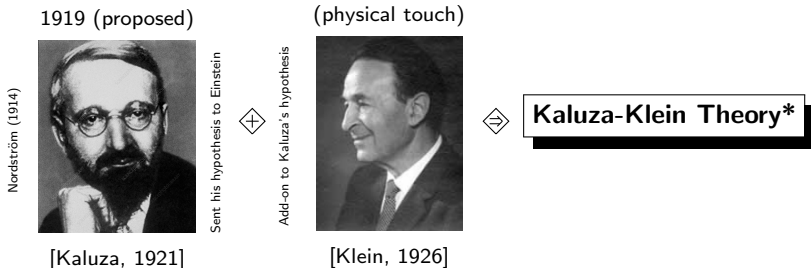 1919 (proposed)
(physical touch)
Nordström (1914)
Sent his hypothesis to Einstein
+
Add-on to Kaluza's hypothesis
⇒
Kaluza-Klein Theory*
[Kaluza, 1921]
[Klein, 1926]